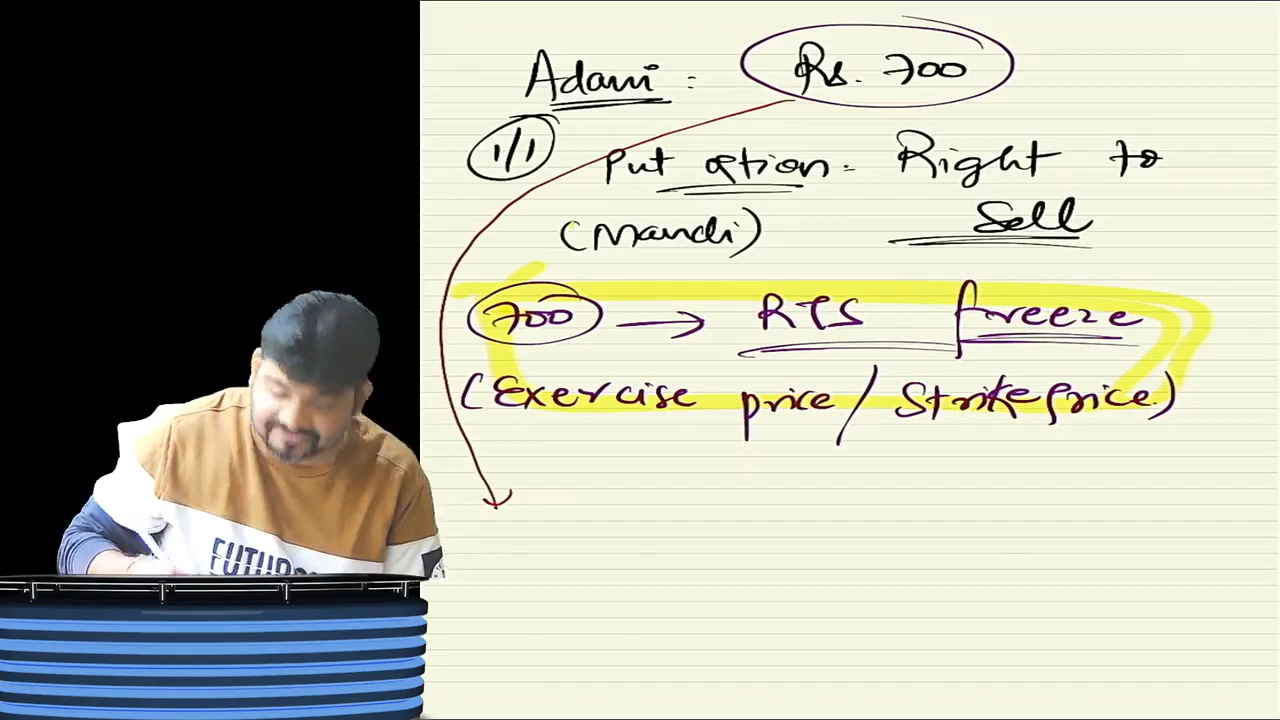 Adani : Rs. 700
1/1 Put option = Right to
(Mandi) Sell
700 → RTS freeze
(Exercise price / Strike price)
FUTUR